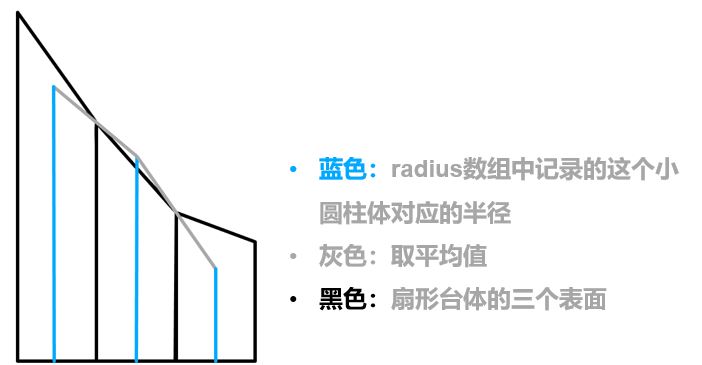 • 蓝色：radius数组中记录的这个小
圆柱体对应的半径
• 灰色：取平均值
• 黑色：扇形台体的三个表面